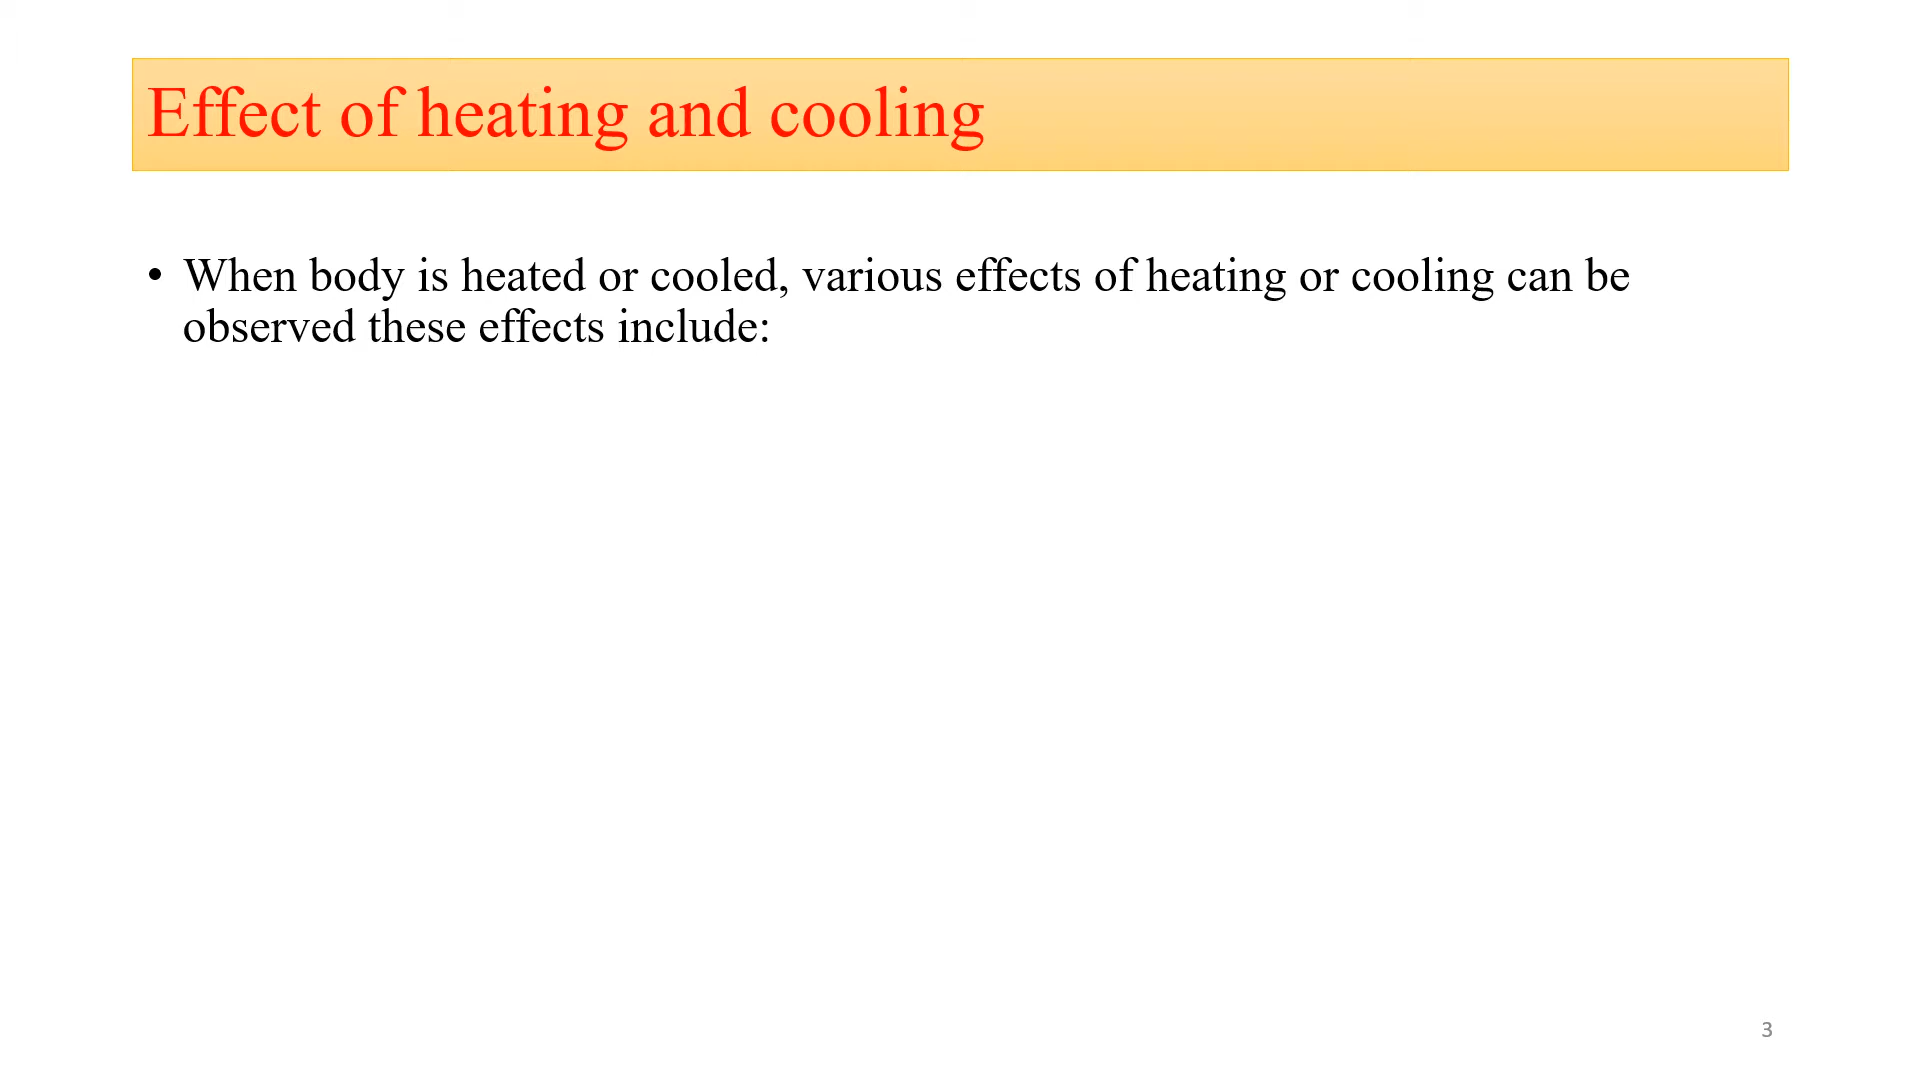 Effect of heating and cooling
• When body is heated or cooled, various effects of heating or cooling can be
observed these effects include:
3